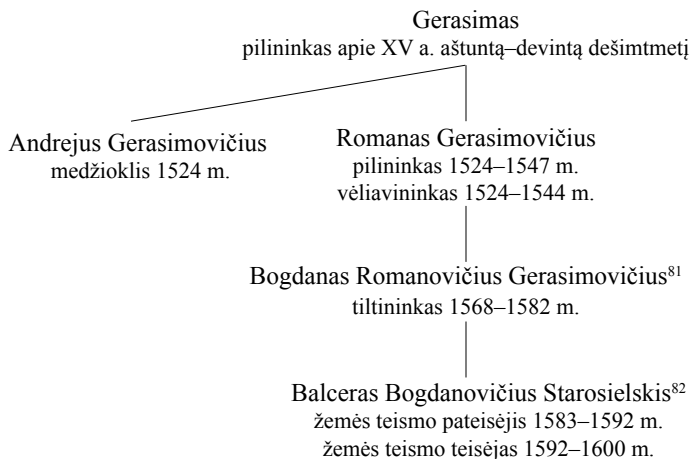 Gerasimas
pilininkas apie XV a. aštuntą–devintą dešimtmetį
Andrejus Gerasimovičius
medžioklis 1524 m.
Romanas Gerasimovičius
pilininkas 1524–1547 m.
vėliavininkas 1524–1544 m.
Bogdanas Romanovičius Gerasimovičius⁸¹
tiltininkas 1568–1582 m.
Balceras Bogdanovičius Starosielskis⁸²
žemės teismo pateisėjis 1583–1592 m.
žemės teismo teisėjas 1592–1600 m.